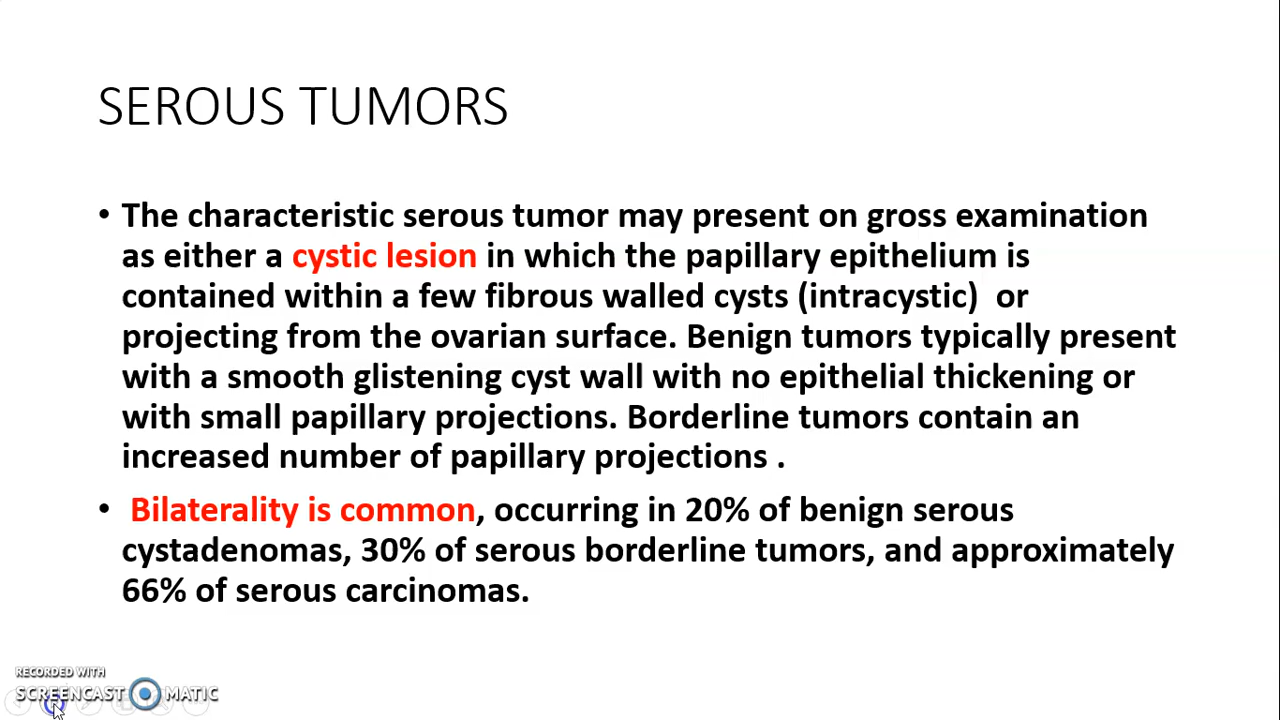 SEROUS TUMORS
• The characteristic serous tumor may present on gross examination
as either a cystic lesion in which the papillary epithelium is
contained within a few fibrous walled cysts (intracystic)  or
projecting from the ovarian surface. Benign tumors typically present
with a smooth glistening cyst wall with no epithelial thickening or
with small papillary projections. Borderline tumors contain an
increased number of papillary projections .
• Bilaterality is common, occurring in 20% of benign serous
cystadenomas, 30% of serous borderline tumors, and approximately
66% of serous carcinomas.
RECORDED WITH
SCREENCAST MATIC